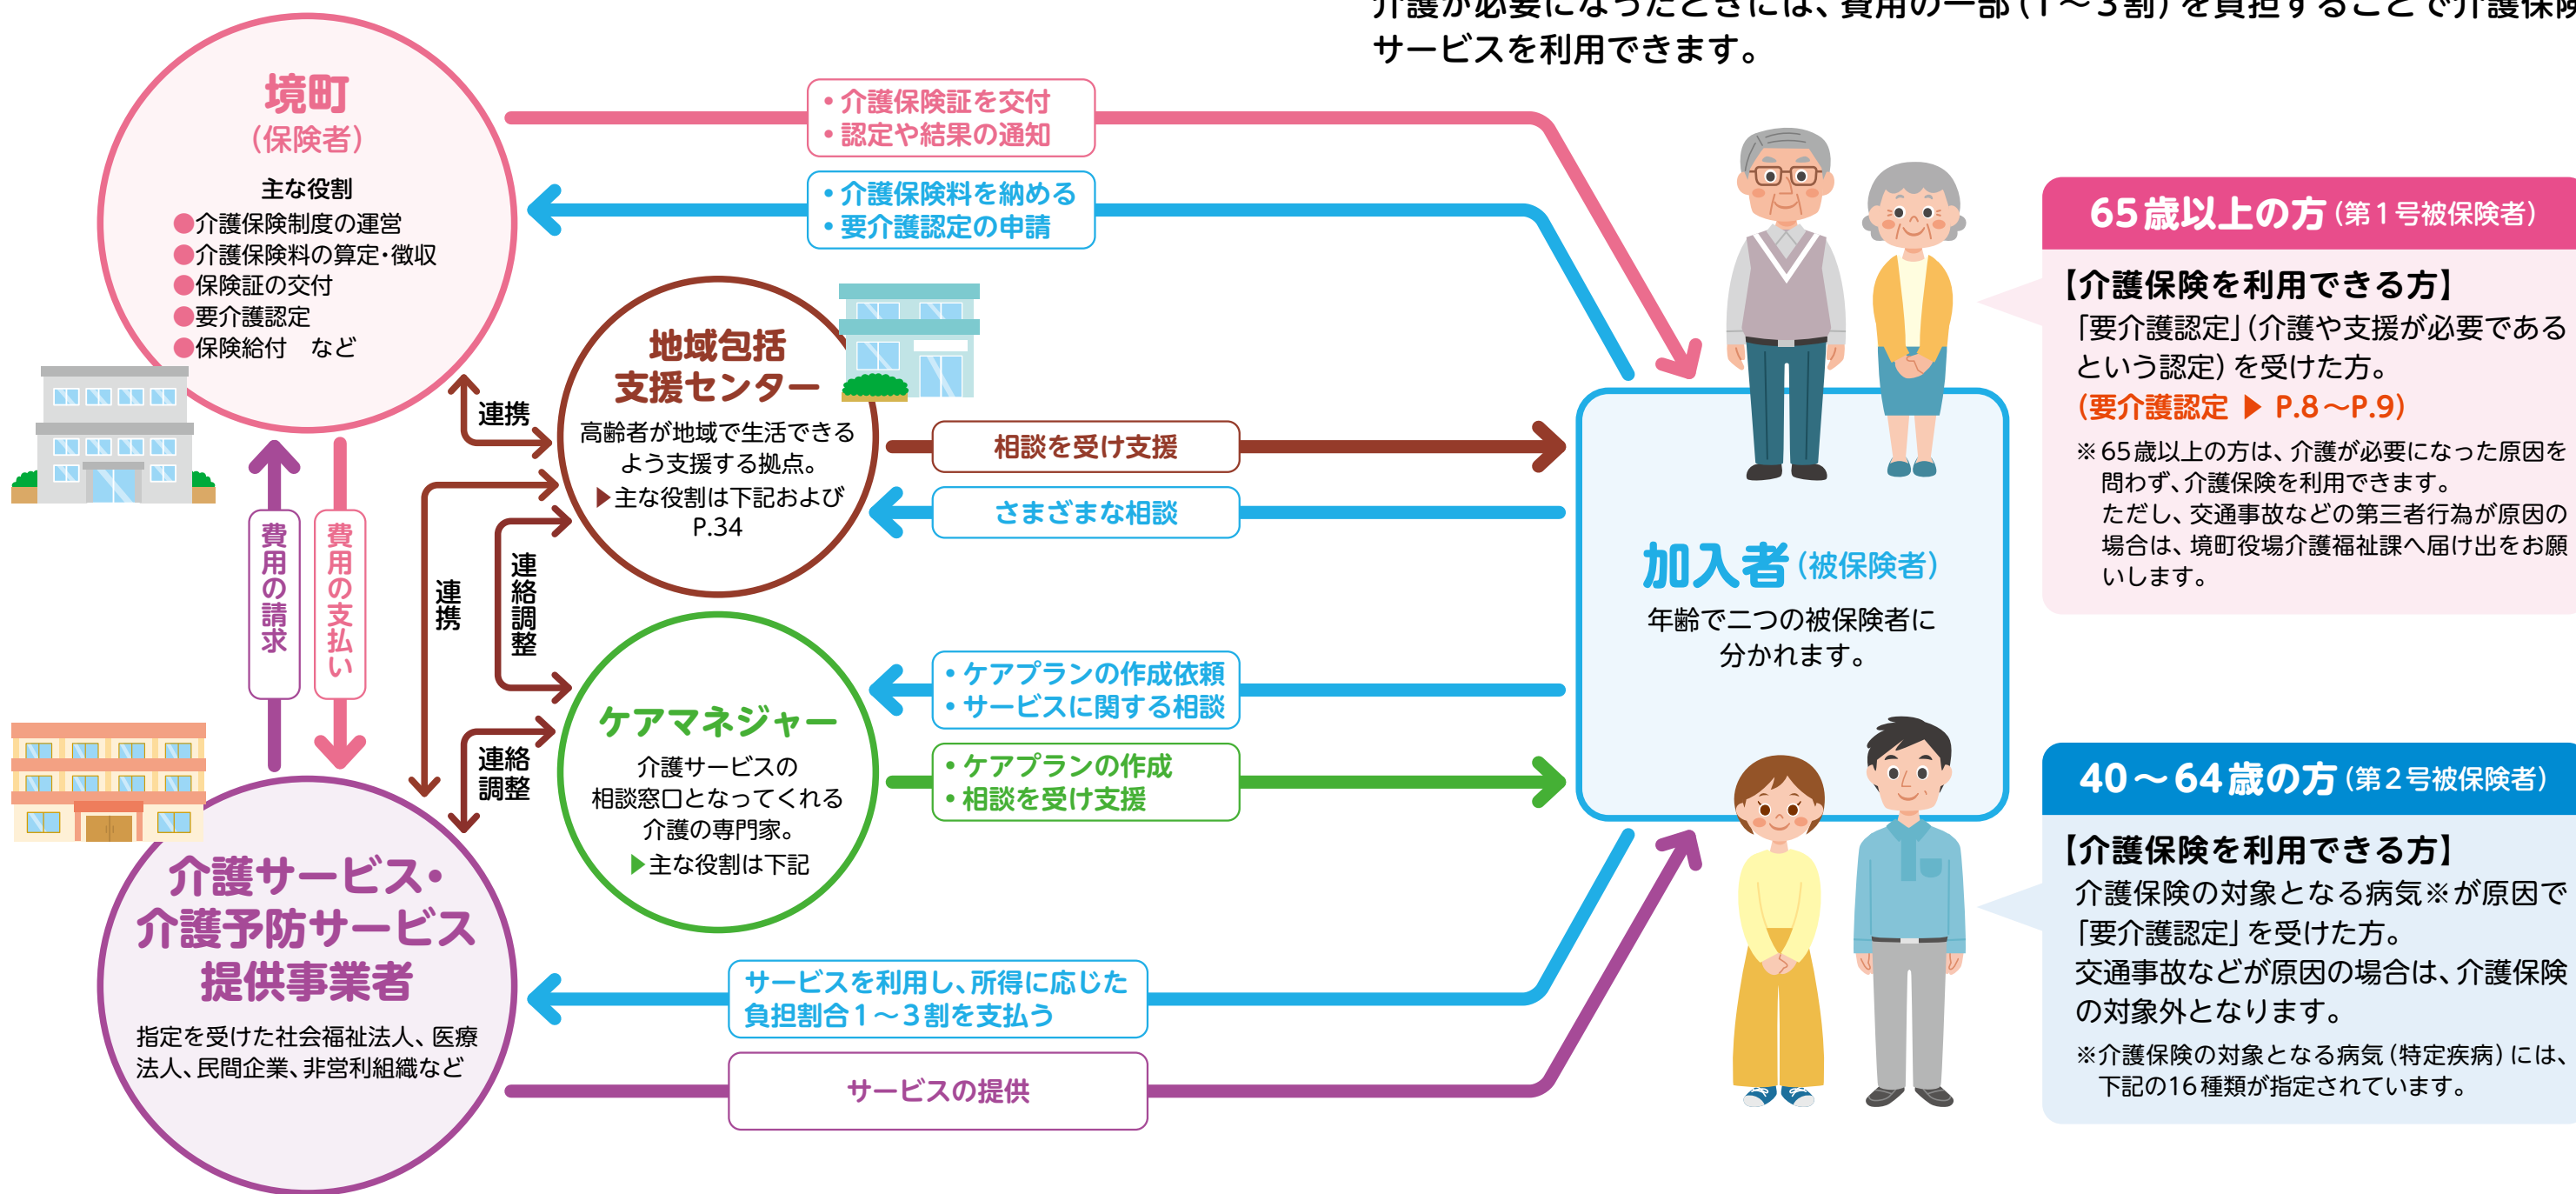 介護が必要になったときには、費用の一部（1～3割）を負担することで介護保険
サービスを利用できます。
境町
（保険者）
主な役割
●介護保険制度の運営
●介護保険料の算定・徴収
●保険証の交付
●要介護認定
●保険給付　など
・介護保険証を交付
・認定や結果の通知
・介護保険料を納める
・要介護認定の申請
地域包括
支援センター
高齢者が地域で生活できる
よう支援する拠点。
▶主な役割は下記および
P.34
連携
相談を受け支援
さまざまな相談
費用の請求
費用の支払い
連携
連絡調整
ケアマネジャー
介護サービスの
相談窓口となってくれる
介護の専門家。
▶主な役割は下記
連絡
調整
・ケアプランの作成依頼
・サービスに関する相談
・ケアプランの作成
・相談を受け支援
介護サービス・
介護予防サービス
提供事業者
指定を受けた社会福祉法人、医療
法人、民間企業、非営利組織など
サービスを利用し、所得に応じた
負担割合1～3割を支払う
サービスの提供
加入者（被保険者）
年齢で二つの被保険者に
分かれます。
65歳以上の方（第1号被保険者）
【介護保険を利用できる方】
「要介護認定」（介護や支援が必要である
という認定）を受けた方。
（要介護認定 ▶ P.8～P.9）
※65歳以上の方は、介護が必要になった原因を
問わず、介護保険を利用できます。
ただし、交通事故などの第三者行為が原因の
場合は、境町役場介護福祉課へ届け出をお願
いします。
40～64歳の方（第2号被保険者）
【介護保険を利用できる方】
介護保険の対象となる病気※が原因で
「要介護認定」を受けた方。
交通事故などが原因の場合は、介護保険
の対象外となります。
※介護保険の対象となる病気（特定疾病）には、
下記の16種類が指定されています。